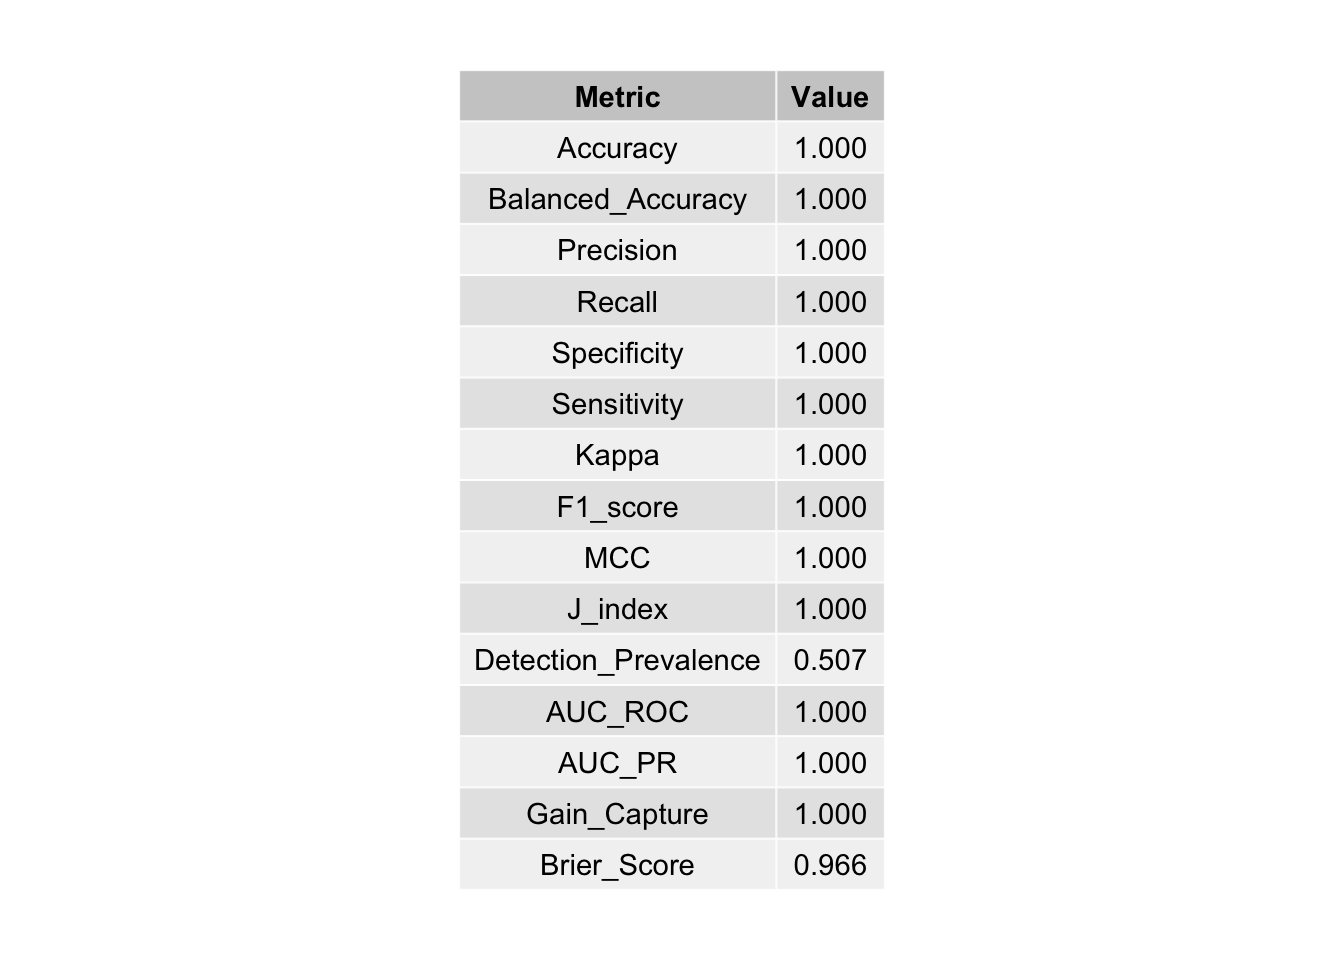 Metric Value
Accuracy 1.000
Balanced_Accuracy 1.000
Precision 1.000
Recall 1.000
Specificity 1.000
Sensitivity 1.000
Kappa 1.000
F1_score 1.000
MCC 1.000
J_index 1.000
Detection_Prevalence 0.507
AUC_ROC 1.000
AUC_PR 1.000
Gain_Capture 1.000
Brier_Score 0.966